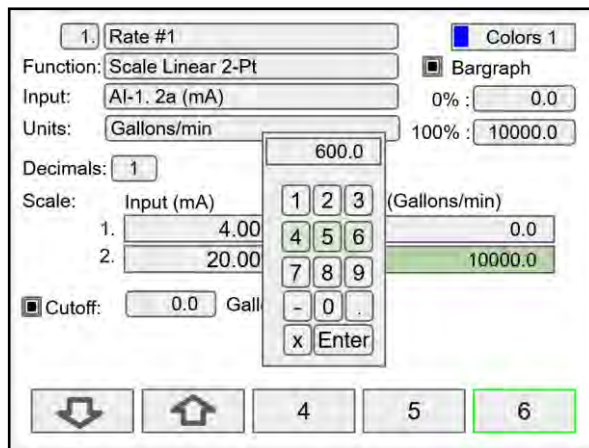 1. Rate #1 Colors 1
Function: Scale Linear 2-Pt Bargraph
Input: AI-1. 2a (mA) 0% : 0.0
Units: Gallons/min 100% : 10000.0
600.0
Decimals: 1
Scale: Input (mA) (Gallons/min)
1 2 3
1. 4.00 0.0
4 5 6
2. 20.00 10000.0
7 8 9
Cutoff: 0.0 Gall
- 0 .
x Enter
4 5 6